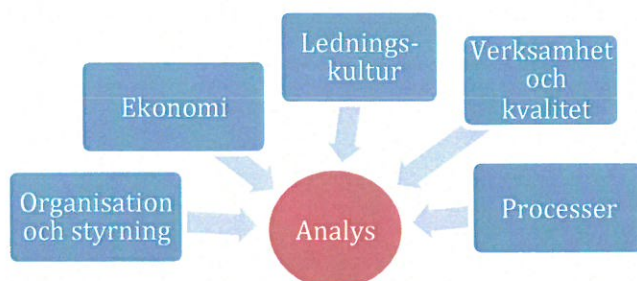 Lednings-
kultur
Verksamhet
och
kvalitet
Ekonomi
Organisation
och styrning
Analys
Processer